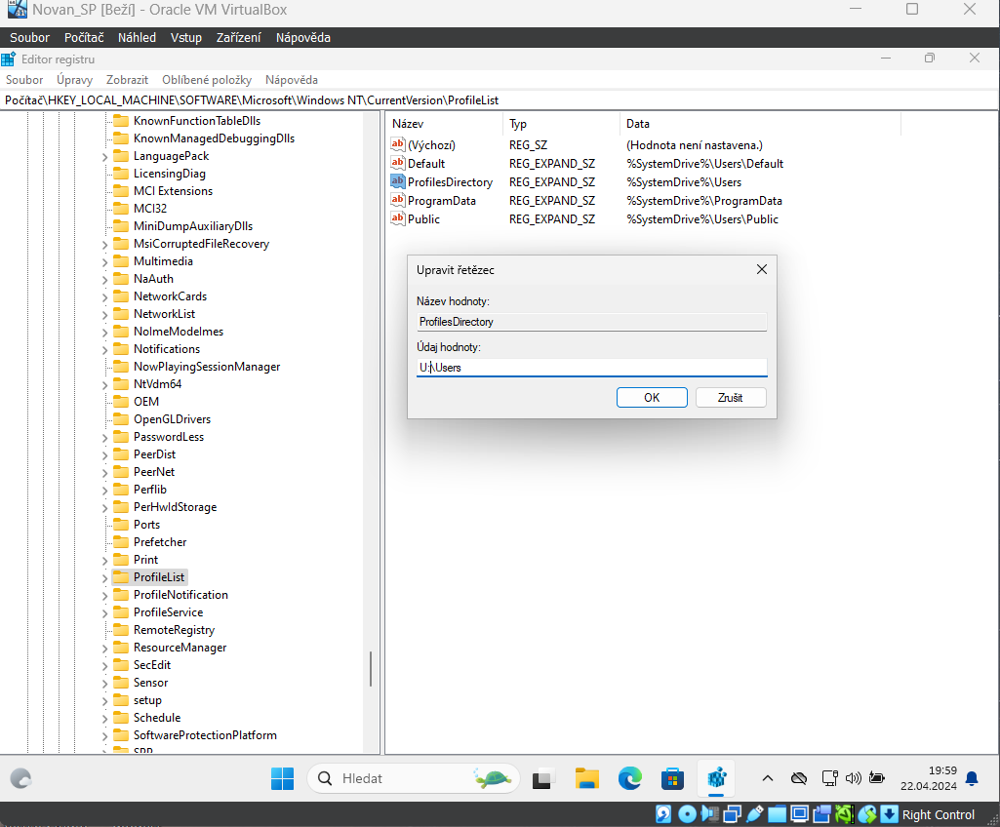 Novan_SP [Beží] - Oracle VM VirtualBox
Soubor Počítač Náhled Vstup Zařízení Nápověda
Editor registru
Soubor Úpravy Zobrazit Oblíbené položky Nápověda
Počítač\HKEY_LOCAL_MACHINE\SOFTWARE\Microsoft\Windows NT\CurrentVersion\ProfileList
KnownFunctionTableDlls
KnownManagedDebuggingDlls
LanguagePack
LicensingDiag
MCI Extensions
MCI32
MiniDumpAuxiliaryDlls
MsiCorruptedFileRecovery
Multimedia
NaAuth
NetworkCards
NetworkList
NoImeModeImes
Notifications
NowPlayingSessionManager
NtVdm64
OEM
OpenGLDrivers
PasswordLess
PeerDist
PeerNet
Perflib
PerHwIdStorage
Ports
Prefetcher
Print
ProfileList
ProfileNotification
ProfileService
RemoteRegistry
ResourceManager
SecEdit
Sensor
setup
Schedule
SoftwareProtectionPlatform
SPP
Název Typ Data
(Výchozí) REG_SZ (Hodnota není nastavena.)
Default REG_EXPAND_SZ %SystemDrive%\Users\Default
ProfilesDirectory REG_EXPAND_SZ %SystemDrive%\Users
ProgramData REG_EXPAND_SZ %SystemDrive%\ProgramData
Public REG_EXPAND_SZ %SystemDrive%\Users\Public
Upravit řetězec
Název hodnoty:
ProfilesDirectory
Údaj hodnoty:
U:\Users
OK Zrušit
Hledat
19:59
22.04.2024
Right Control